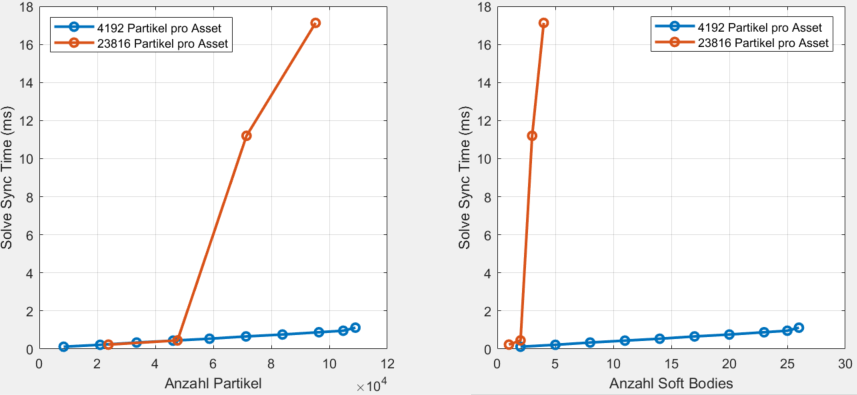 4192 Partikel pro Asset
23816 Partikel pro Asset
Solve Sync Time (ms)
18
16
14
12
10
8
6
4
2
0
0 2 4 6 8 10 12
Anzahl Partikel
×10⁴
4192 Partikel pro Asset
23816 Partikel pro Asset
Solve Sync Time (ms)
18
16
14
12
10
8
6
4
2
0
0 5 10 15 20 25 30
Anzahl Soft Bodies